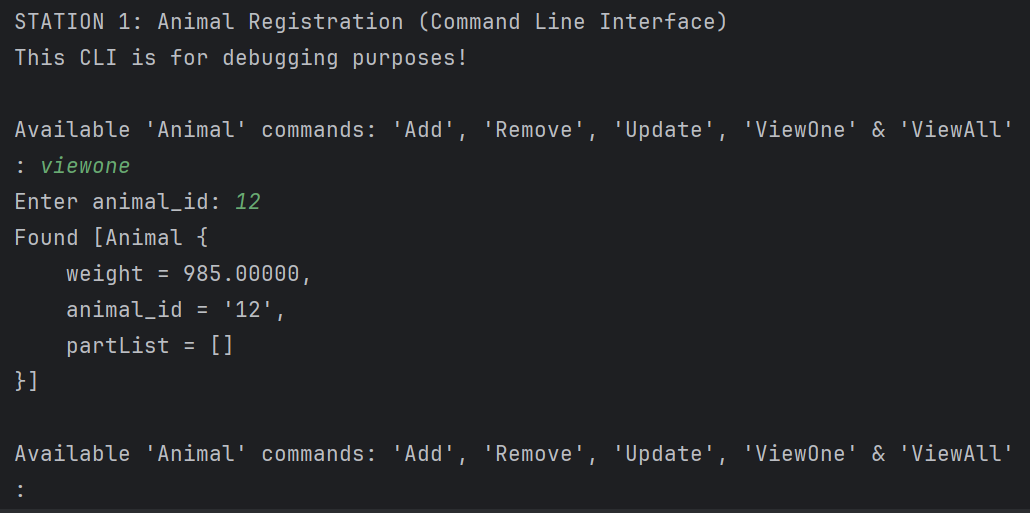 STATION 1: Animal Registration (Command Line Interface)
This CLI is for debugging purposes!
Available 'Animal' commands: 'Add', 'Remove', 'Update', 'ViewOne' & 'ViewAll'
: viewone
Enter animal_id: 12
Found [Animal {
    weight = 985.00000,
    animal_id = '12',
    partList = []
}]
Available 'Animal' commands: 'Add', 'Remove', 'Update', 'ViewOne' & 'ViewAll'
: